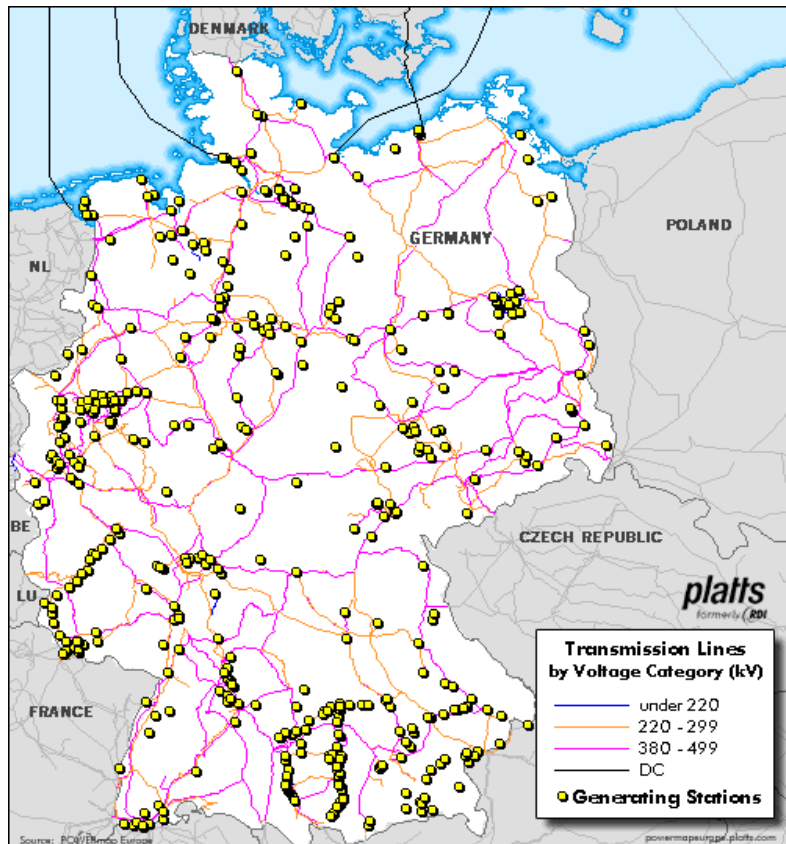 DENMARK
POLAND
GERMANY
NL
CZECH REPUBLIC
BE
LU
platts
formerly RDI
FRANCE
Transmission Lines
by Voltage Category (kV)
under 220
220 - 299
380 - 499
DC
Generating Stations
Source: POWERmap Europe
powermapeurope.platts.com